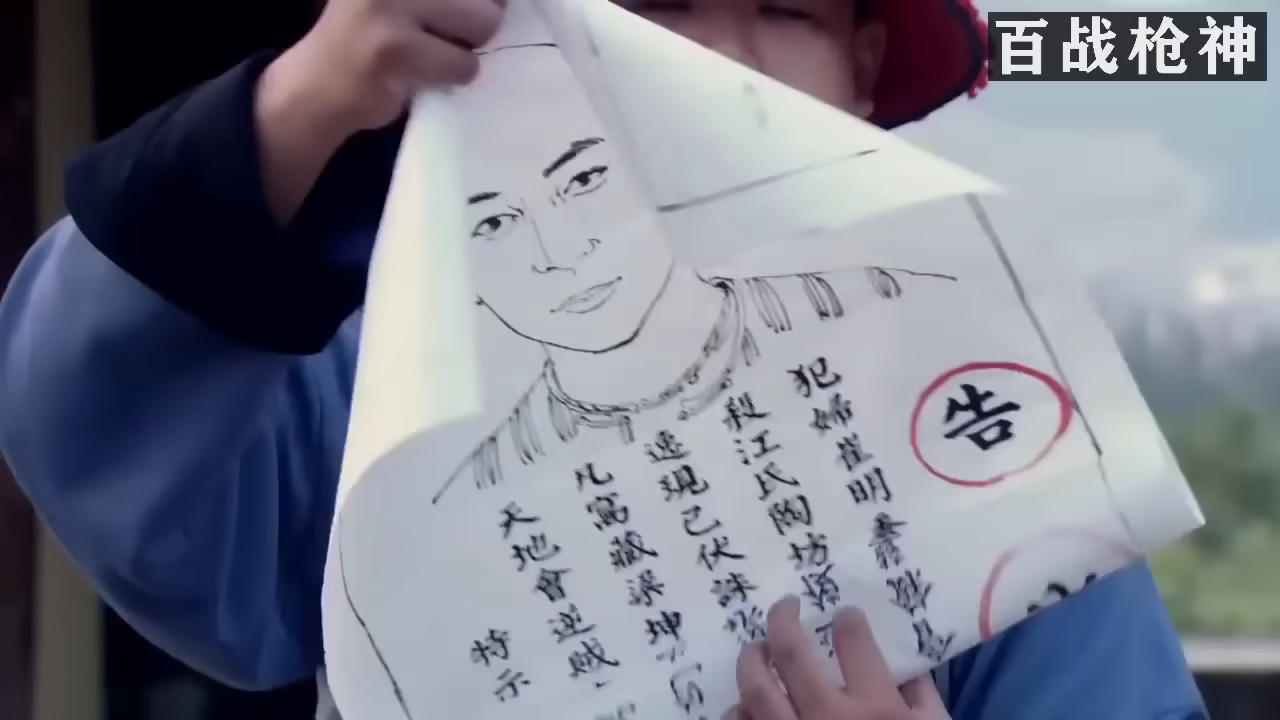 百战枪神
告
犯婦崔明
殺江氏陶坊
逸現已伏誅
凡窩藏梁坤
天地會逆賊
特示